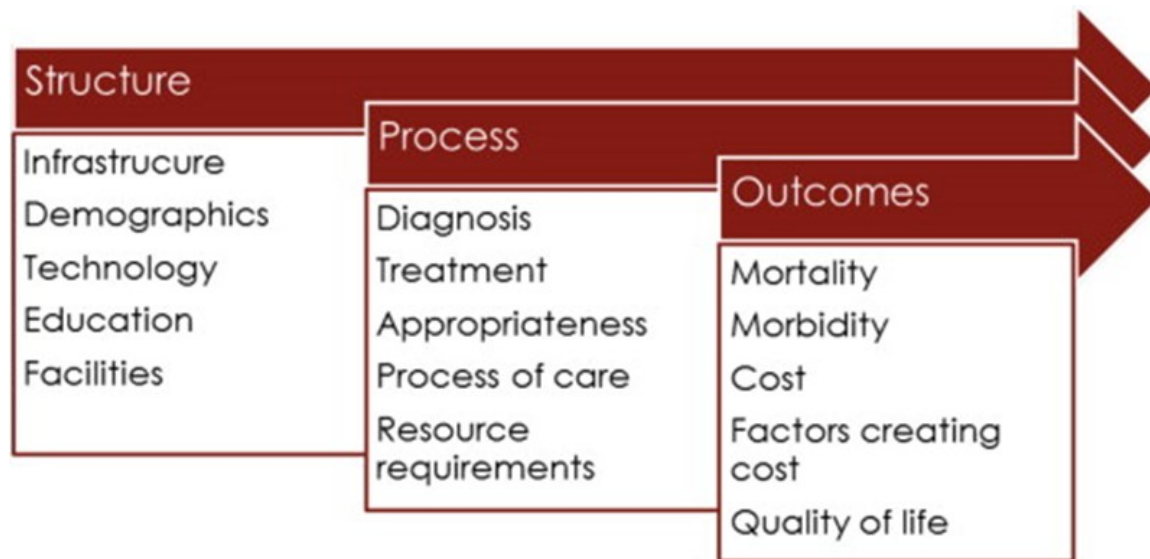 Structure
Infrastrucure
Demographics
Technology
Education
Facilities
Process
Diagnosis
Treatment
Appropriateness
Process of care
Resource
requirements
Outcomes
Mortality
Morbidity
Cost
Factors creating
cost
Quality of life